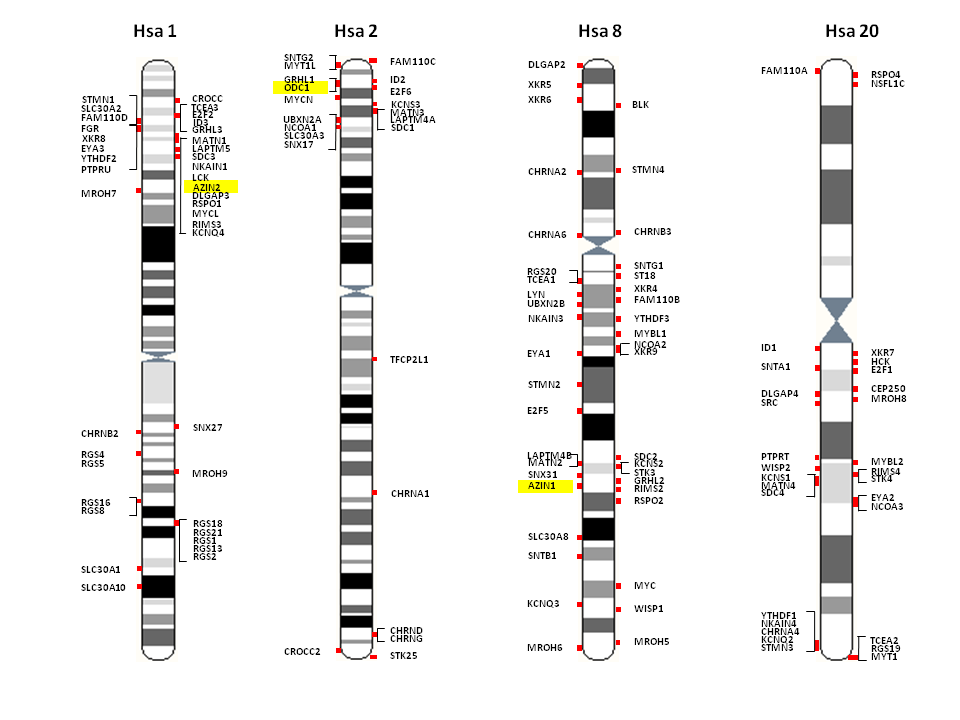 Hsa 1
Hsa 2
Hsa 8
Hsa 20
STMN1
SLC30A2
FAM110D
FGR
XKR8
EYA3
YTHDF2
PTPRU
MROH7
CHRNB2
RGS4
RGS5
RGS16
RGS8
SLC30A1
SLC30A10
CROCC
TCEA3
E2F2
ID3
GRHL3
MATN1
LAPTM5
SDC3
NKAIN1
LCK
AZIN2
DLGAP3
RSPO1
MYCL
RIMS3
KCNQ4
SNX27
MROH9
RGS18
RGS21
RGS1
RGS13
RGS2
SNTG2
MYT1L
GRHL1
ODC1
MYCN
UBXN2A
NCOA1
SLC30A3
SNX17
CROCC2
FAM110C
ID2
E2F6
KCNS3
MATN3
LAPTM4A
SDC1
TFCP2L1
CHRNA1
CHRND
CHRNG
STK25
DLGAP2
XKR5
XKR6
CHRNA2
CHRNA6
RGS20
TCEA1
LYN
UBXN2B
NKAIN3
EYA1
STMN2
E2F5
LAPTM4B
MATN2
SNX31
AZIN1
SLC30A8
SNTB1
KCNQ3
MROH6
BLK
STMN4
CHRNB3
SNTG1
ST18
XKR4
FAM110B
YTHDF3
MYBL1
NCOA2
XKR9
SDC2
KCNS2
STK3
GRHL2
RIMS2
RSPO2
MYC
WISP1
MROH5
FAM110A
ID1
SNTA1
DLGAP4
SRC
PTPRT
WISP2
KCNS1
MATN4
SDC4
YTHDF1
NKAIN4
CHRNA4
KCNQ2
STMN3
RSPO4
NSFL1C
XKR7
HCK
E2F1
CEP250
MROH8
MYBL2
RIMS4
STK4
EYA2
NCOA3
TCEA2
RGS19
MYT1